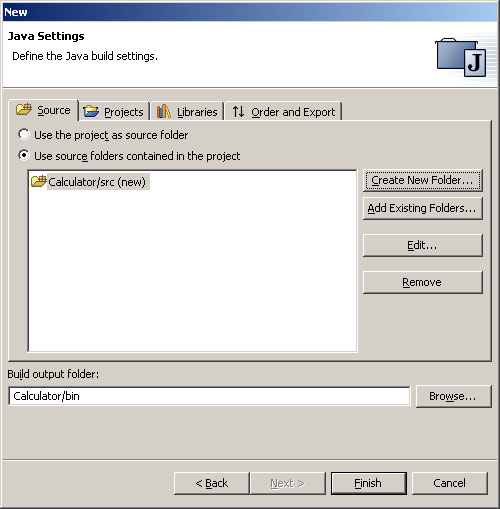 New
Java Settings
Define the Java build settings.
J
Source Projects Libraries Order and Export
Use the project as source folder
Use source folders contained in the project
Calculator/src (new)
Create New Folder...
Add Existing Folders...
Edit...
Remove
Build output folder:
Calculator/bin
Browse...
< Back Next > Finish Cancel